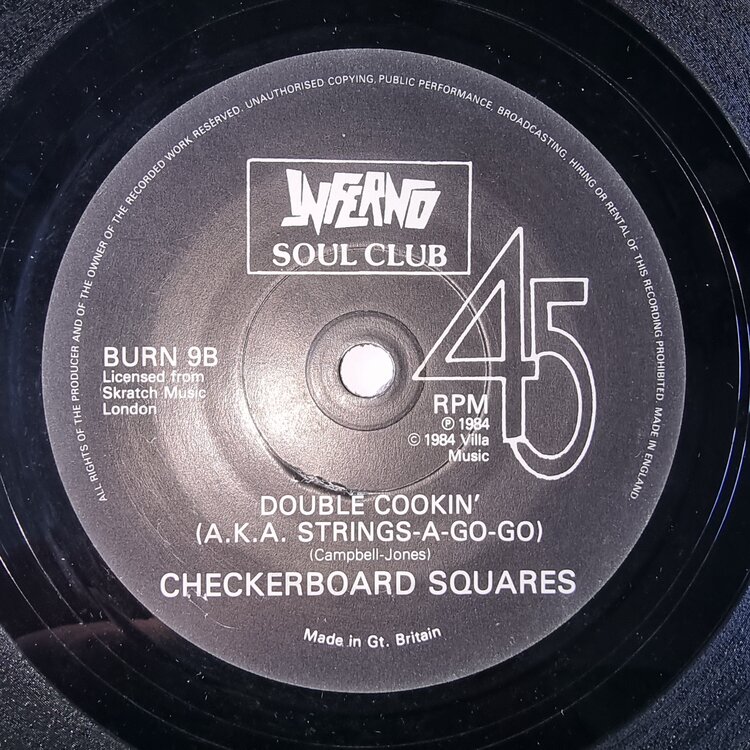 ALL RIGHTS OF THE PRODUCER AND OF THE OWNER OF THE RECORDED WORK RESERVED. UNAUTHORISED COPYING, PUBLIC PERFORMANCE, BROADCASTING, HIRING OR RENTAL OF THIS RECORDING PROHIBITED. MADE IN ENGLAND
INFERNO
SOUL CLUB
45
RPM
℗ 1984
© 1984 Villa
Music
BURN 9B
Licensed from
Skratch Music
London
DOUBLE COOKIN'
(A.K.A. STRINGS-A-GO-GO)
(Campbell-Jones)
CHECKERBOARD SQUARES
Made in Gt. Britain